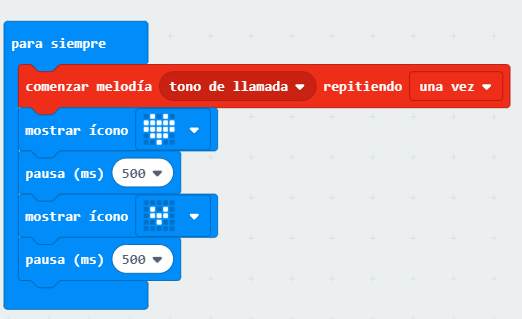 para siempre
comenzar melodía tono de llamada repitiendo una vez
mostrar ícono
pausa (ms) 500
mostrar ícono
pausa (ms) 500